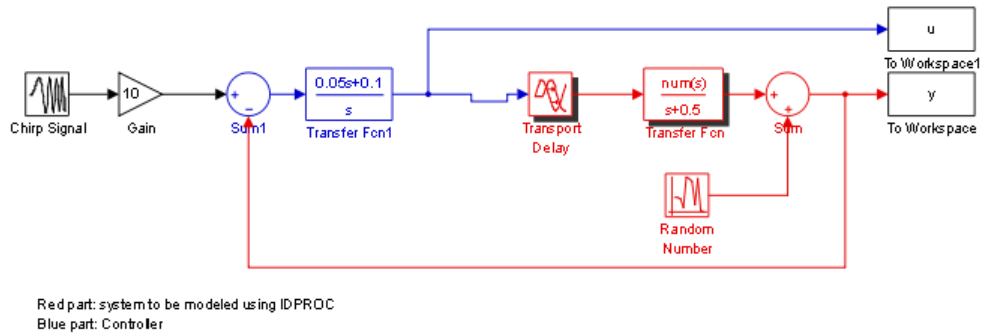 u
To Workspace1
Chirp Signal
10
Gain
+
−
Sum1
0.05s+0.1
s
Transfer Fcn1
Transport
Delay
num(s)
s+0.5
Transfer Fcn
+
+
Sum
y
To Workspace
Random
Number
Red part: system to be modeled using IDPROC
Blue part: Controller